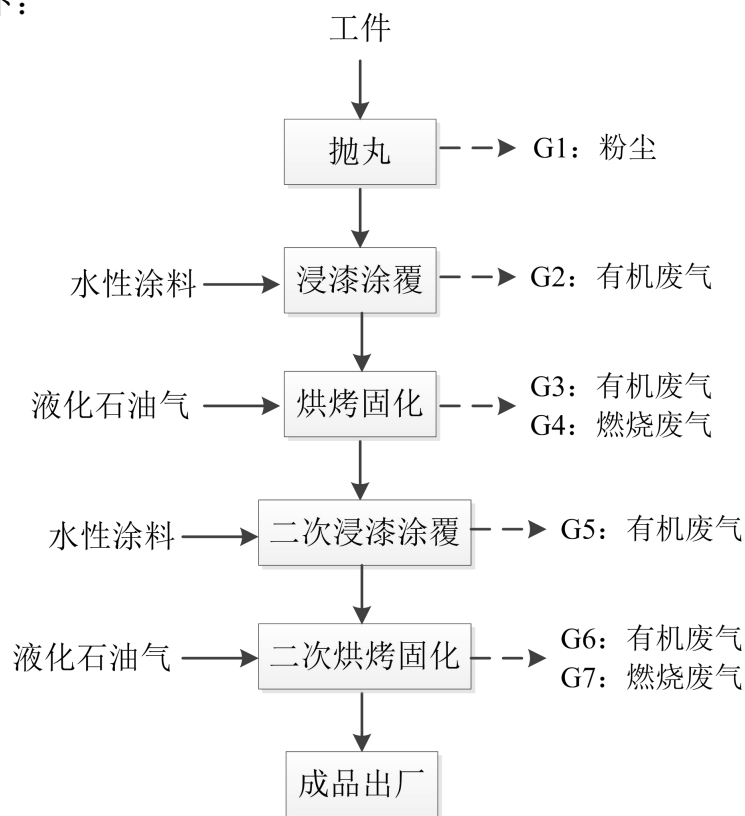 工件
抛丸
G1：粉尘
水性涂料
浸漆涂覆
G2：有机废气
液化石油气
烘烤固化
G3：有机废气
G4：燃烧废气
水性涂料
二次浸漆涂覆
G5：有机废气
液化石油气
二次烘烤固化
G6：有机废气
G7：燃烧废气
成品出厂